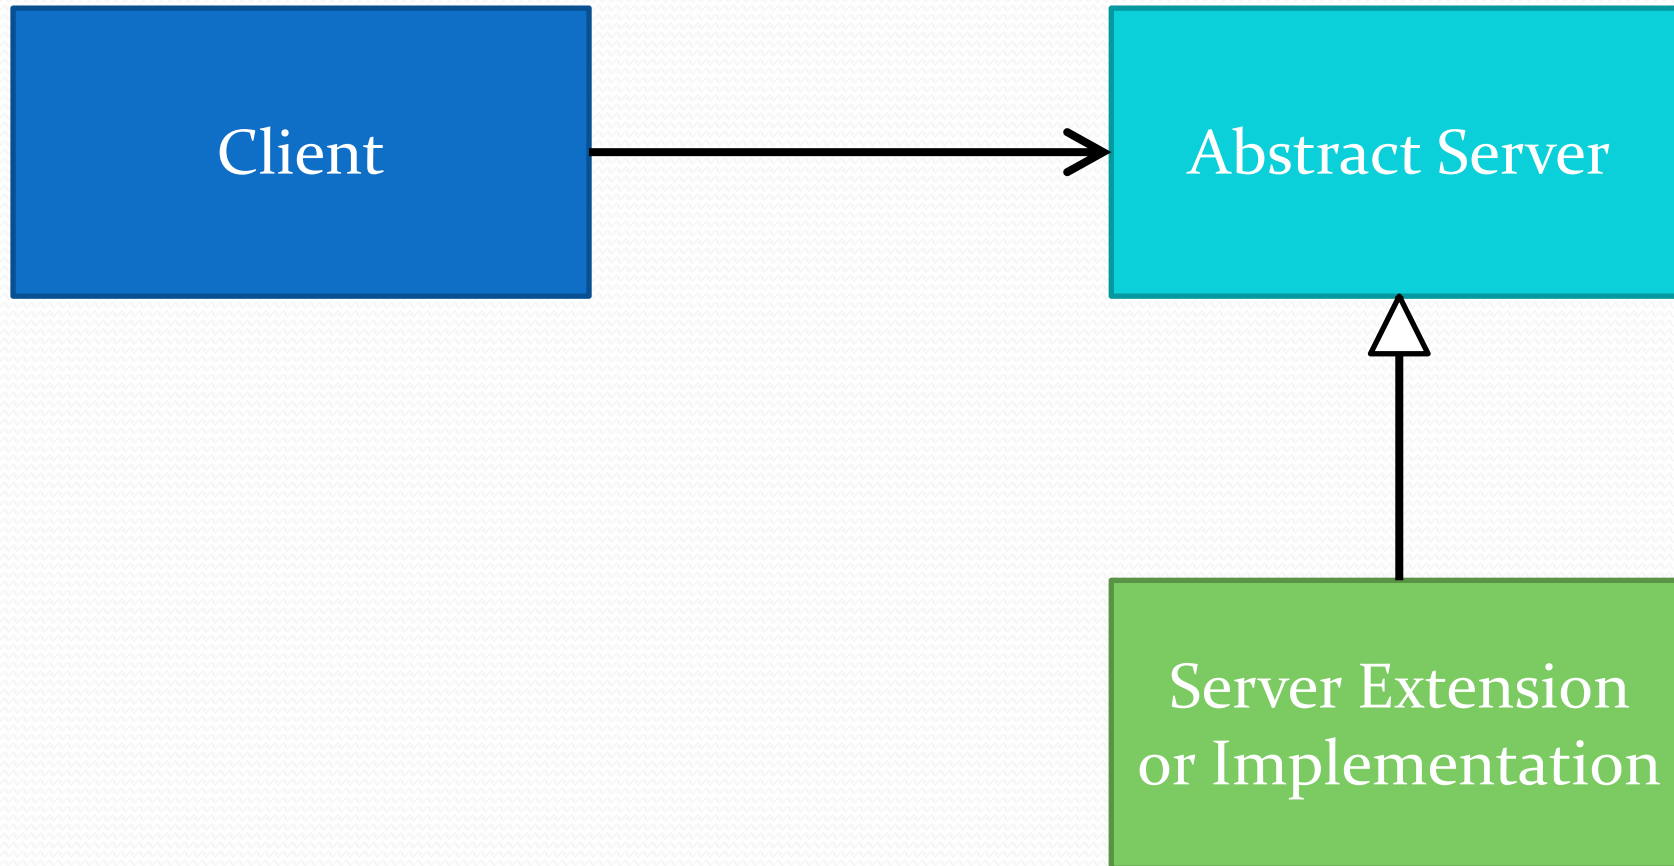 Client
Abstract Server
Server Extension
or Implementation